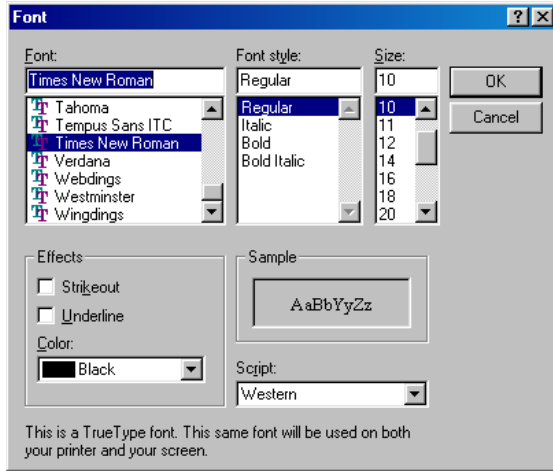 Font
Font: Font style: Size:
Times New Roman Regular 10 OK
Tahoma Regular 10 Cancel
Tempus Sans ITC Italic 11
Times New Roman Bold 12
Verdana Bold Italic 14
Webdings 16
Westminster 18
Wingdings 20
Effects Sample
Strikeout AaBbYyZz
Underline
Color:
Black Script:
Western
This is a TrueType font. This same font will be used on both
your printer and your screen.